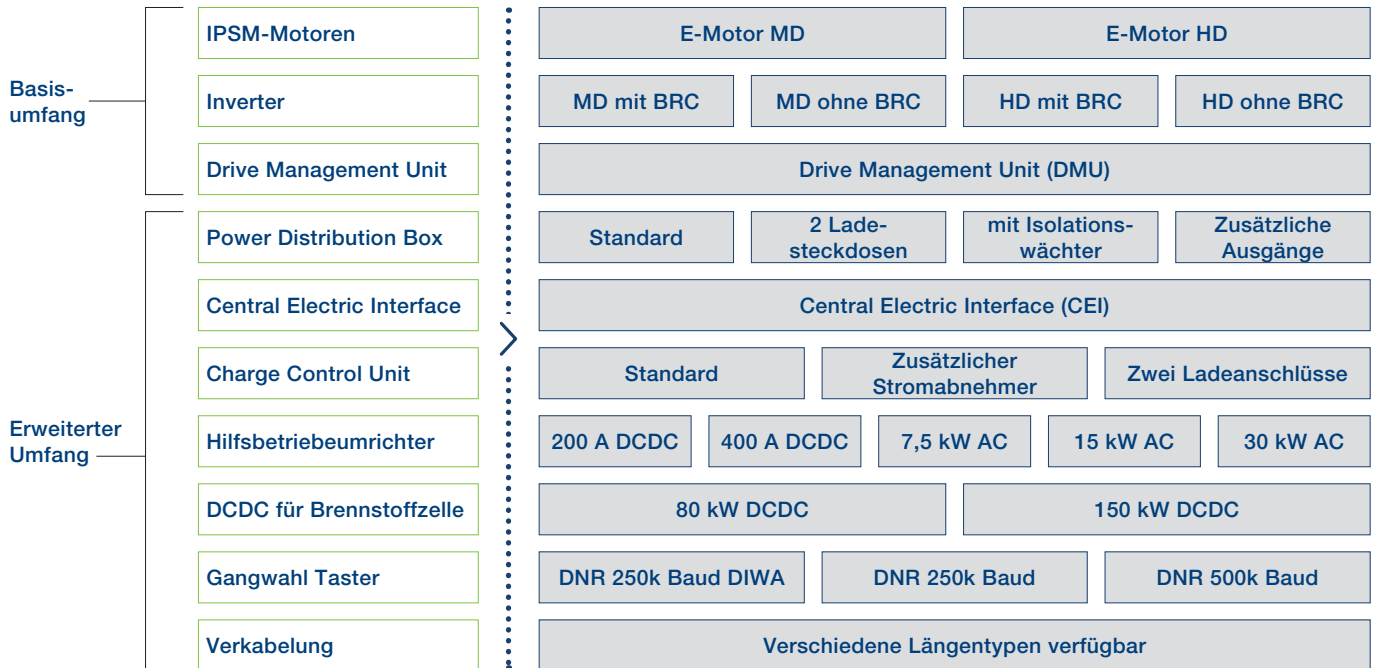 Basis-
umfang
IPSM-Motoren
E-Motor MD
E-Motor HD
Inverter
MD mit BRC
MD ohne BRC
HD mit BRC
HD ohne BRC
Drive Management Unit
Drive Management Unit (DMU)
Erweiterter
Umfang
Power Distribution Box
Standard
2 Lade-
steckdosen
mit Isolations-
wächter
Zusätzliche
Ausgänge
Central Electric Interface
Central Electric Interface (CEI)
Charge Control Unit
Standard
Zusätzlicher
Stromabnehmer
Zwei Ladeanschlüsse
Hilfsbetriebeumrichter
200 A DCDC
400 A DCDC
7,5 kW AC
15 kW AC
30 kW AC
DCDC für Brennstoffzelle
80 kW DCDC
150 kW DCDC
Gangwahl Taster
DNR 250k Baud DIWA
DNR 250k Baud
DNR 500k Baud
Verkabelung
Verschiedene Längentypen verfügbar